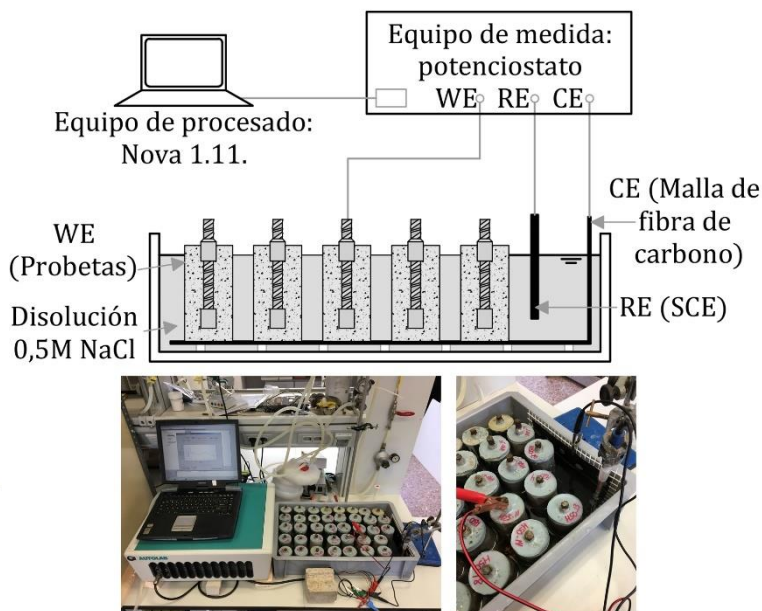 Equipo de medida:
potenciostato
WE RE CE
Equipo de procesado:
Nova 1.11.
WE
(Probetas)
Disolución
0,5M NaCl
CE (Malla de
fibra de
carbono)
RE (SCE)
AUTOLAB